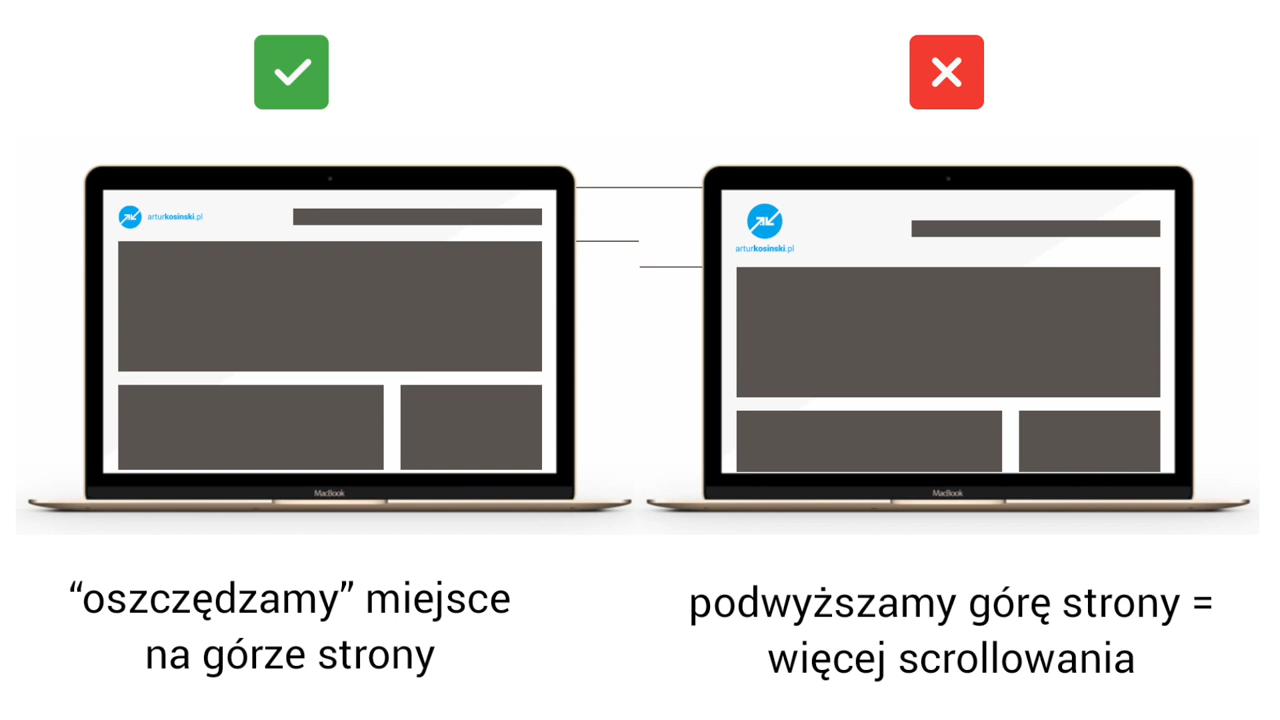 arturkosinski.pl
MacBook
“oszczędzamy” miejsce
na górze strony
arturkosinski.pl
MacBook
podwyższamy górę strony =
więcej scrollowania